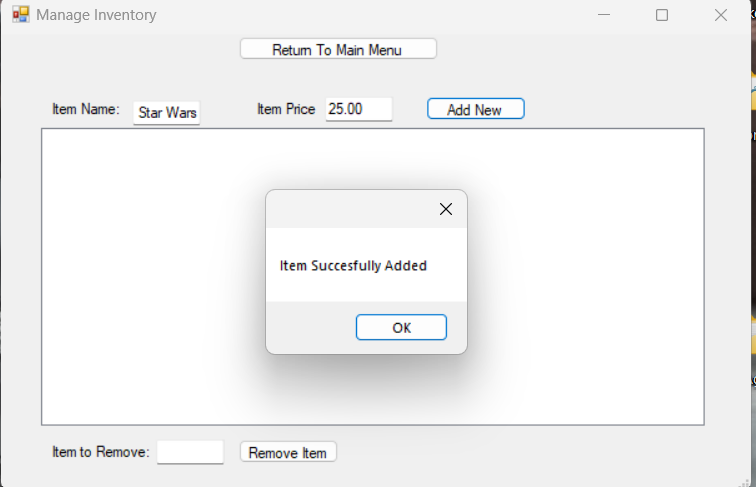 Manage Inventory
Return To Main Menu
Item Name: Star Wars Item Price 25.00 Add New
Item Succesfully Added
OK
Item to Remove: Remove Item